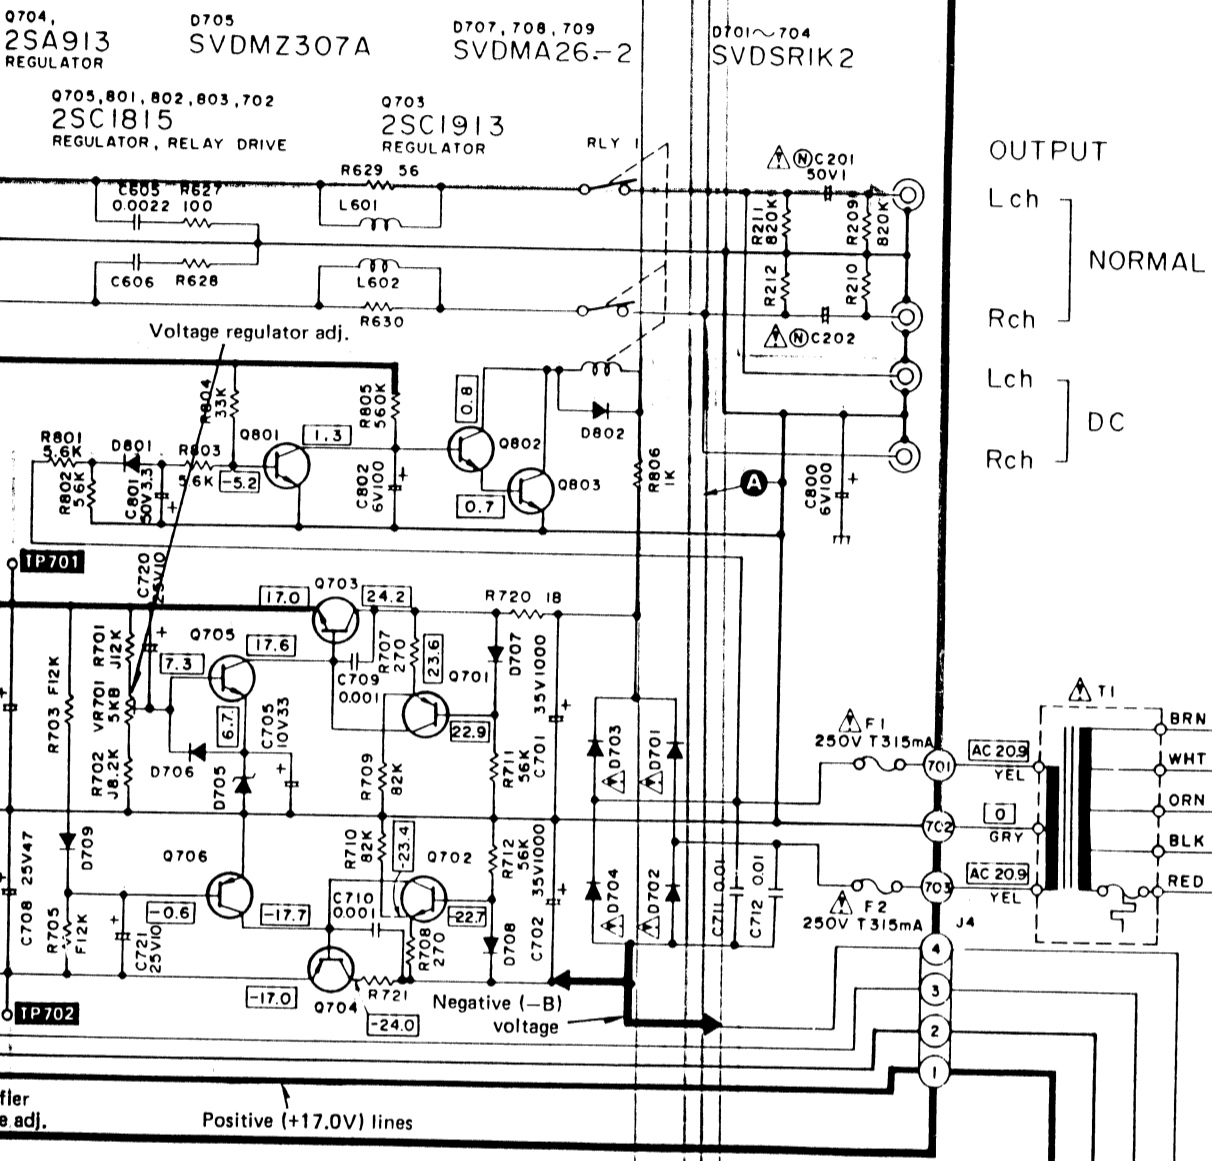 Q704,
2SA913
REGULATOR
D705
SVDMZ307A
D707, 708, 709
SVDMA26.-2
D701~704
SVDSR1K2
Q705, 801, 802, 803, 702
2SC1815
REGULATOR, RELAY DRIVE
Q703
2SC1913
REGULATOR
RLY 1
OUTPUT
Lch
NORMAL
Rch
Lch
DC
Rch
R629 56
L601
C605
0.0022
R627
100
C606
R628
L602
R630
N C201
50V1
R211
820K
R209
820K
R212
R210
N C202
Voltage regulator adj.
R804
33K
R805
560K
0.8
Q801
1.3
Q802
D802
R801
5.6K
D801
R803
5.6K
-5.2
R802
5.6K
C801
50V3.3
C802
6V100
0.7
Q803
R806
1K
A
C800
6V100
TP701
C720
25V10
Q703
17.0
24.2
R720 18
Q705
17.6
7.3
C709
0.001
R707
270
23.6
Q701
D707
35V1000
C701
R703 F12K
VR701
5KB
R701
J12K
R702
J8.2K
6.7
C705
10V33
D706
D705
R709
82K
22.9
R711
56K
D703
D701
F1
250V T315mA
701
AC 20.9
YEL
T1
BRN
WHT
ORN
BLK
RED
702
0
GRY
C708 25V47
D709
Q706
R710
82K
-23.4
Q702
R712
56K
35V1000
C702
D704
D702
C711 0.01
C712 0.01
703
AC 20.9
YEL
F2
250V T315mA
J4
R705
F12K
C721
25V10
-0.6
-17.7
C710
0.001
R708
270
-22.7
D708
-17.0
Q704
R721
-24.0
Negative (-B)
voltage
TP702
4
3
2
1
fier
e adj.
Positive (+17.0V) lines